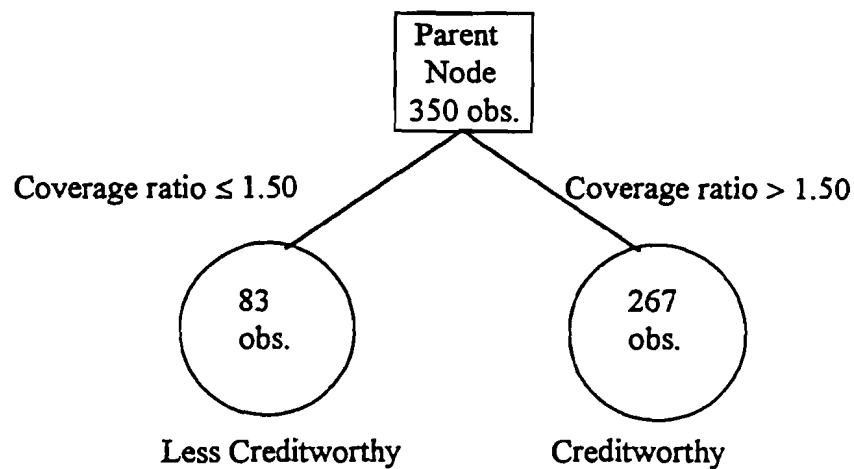 Parent
Node
350 obs.
Coverage ratio ≤ 1.50
Coverage ratio > 1.50
83
obs.
267
obs.
Less Creditworthy
Creditworthy